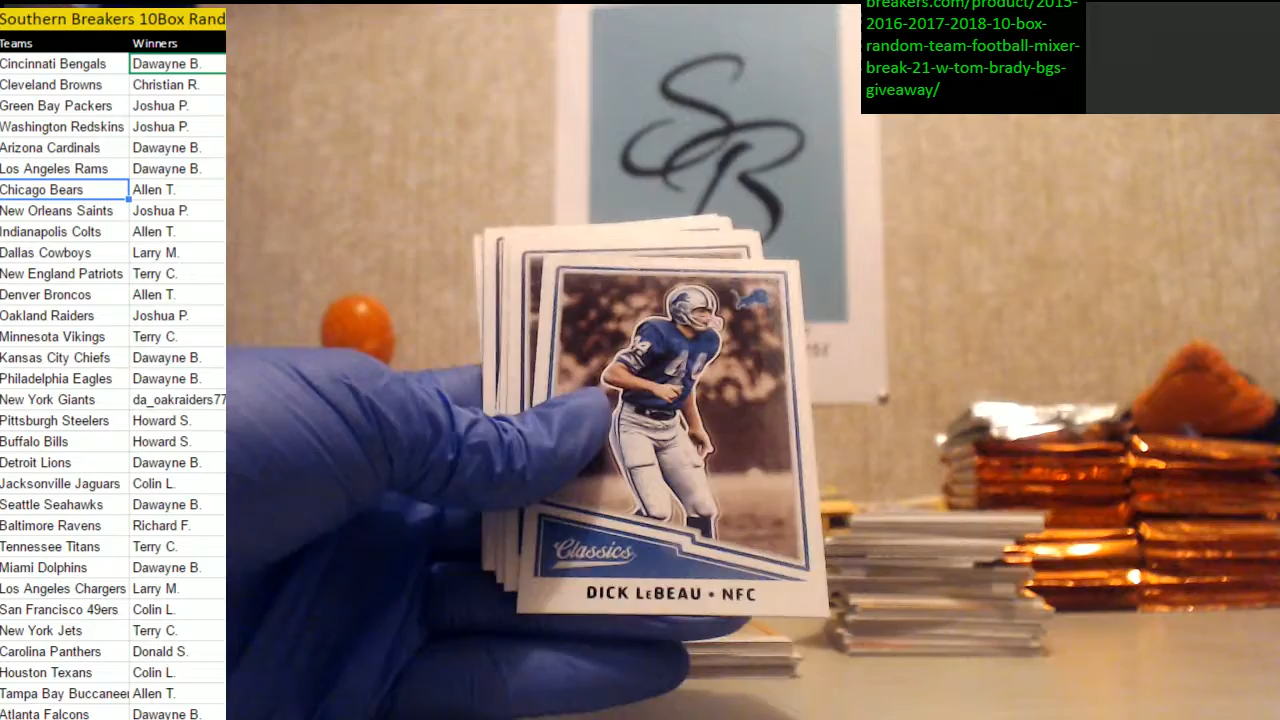 Southern Breakers 10Box Rand
Teams Winners
Cincinnati Bengals Dawayne B.
Cleveland Browns Christian R.
Green Bay Packers Joshua P.
Washington Redskins Joshua P.
Arizona Cardinals Dawayne B.
Los Angeles Rams Dawayne B.
Chicago Bears Allen T.
New Orleans Saints Joshua P.
Indianapolis Colts Allen T.
Dallas Cowboys Larry M.
New England Patriots Terry C.
Denver Broncos Allen T.
Oakland Raiders Joshua P.
Minnesota Vikings Terry C.
Kansas City Chiefs Dawayne B.
Philadelphia Eagles Dawayne B.
New York Giants da_oakraiders77
Pittsburgh Steelers Howard S.
Buffalo Bills Howard S.
Detroit Lions Dawayne B.
Jacksonville Jaguars Colin L.
Seattle Seahawks Dawayne B.
Baltimore Ravens Richard F.
Tennessee Titans Terry C.
Miami Dolphins Dawayne B.
Los Angeles Chargers Larry M.
San Francisco 49ers Colin L.
New York Jets Terry C.
Carolina Panthers Donald S.
Houston Texans Colin L.
Tampa Bay Buccaneer Allen T.
Atlanta Falcons Dawayne B.
breakers.com/product/2015-
2016-2017-2018-10-box-
random-team-football-mixer-
break-21-w-tom-brady-bgs-
giveaway/
SR
44
44
Classics
DICK LeBEAU • NFC